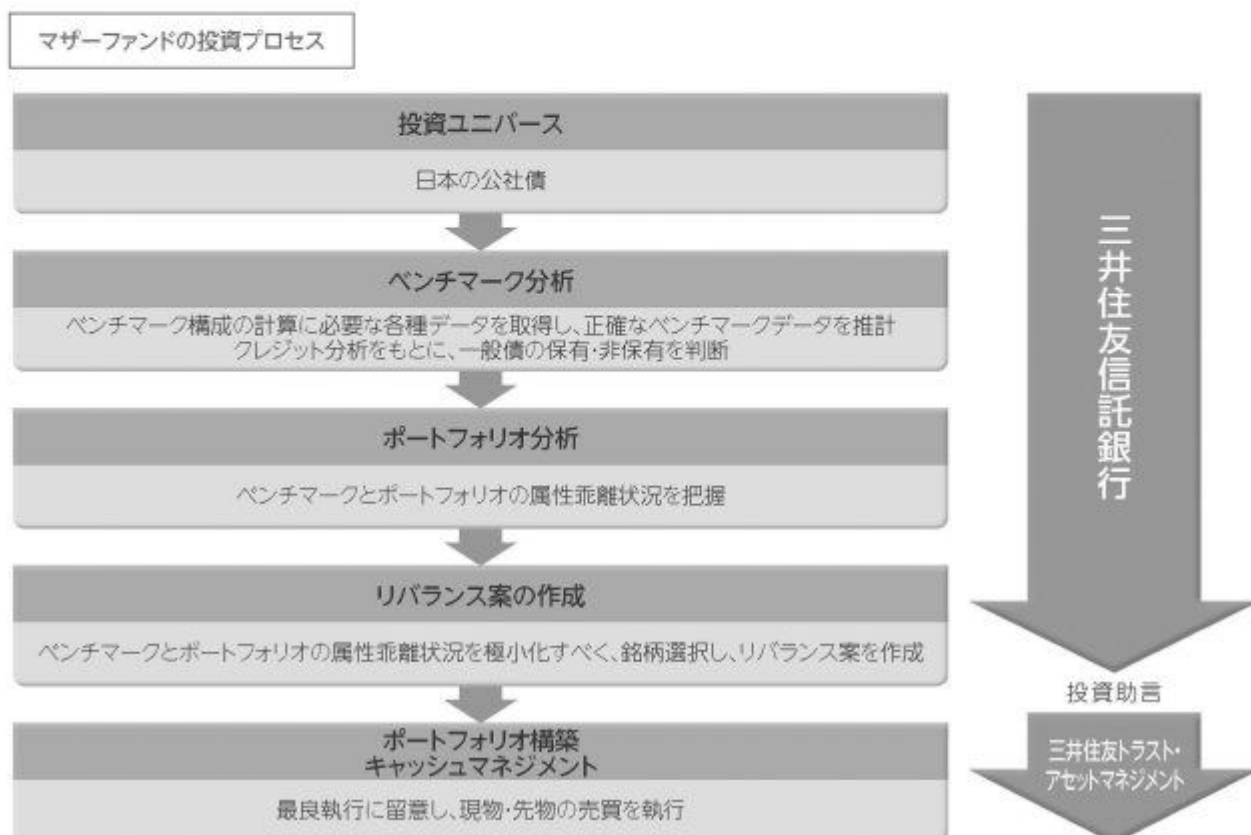 マザーファンドの投資プロセス
投資ユニバース
日本の公社債
ベンチマーク分析
ベンチマーク構成の計算に必要な各種データを取得し、正確なベンチマークデータを推計
クレジット分析をもとに、一般債の保有・非保有を判断
ポートフォリオ分析
ベンチマークとポートフォリオの属性乖離状況を把握
リバランス案の作成
ベンチマークとポートフォリオの属性乖離状況を極小化すべく、銘柄選択し、リバランス案を作成
ポートフォリオ構築
キャッシュマネジメント
最良執行に留意し、現物・先物の売買を執行
三井住友信託銀行
投資助言
三井住友トラスト・
アセットマネジメント